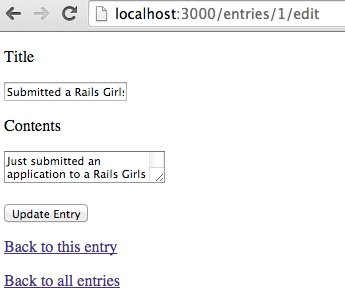 localhost:3000/entries/1/edit
Title
Submitted a Rails Girls
Contents
Just submitted an
application to a Rails Girls
Update Entry
Back to this entry
Back to all entries